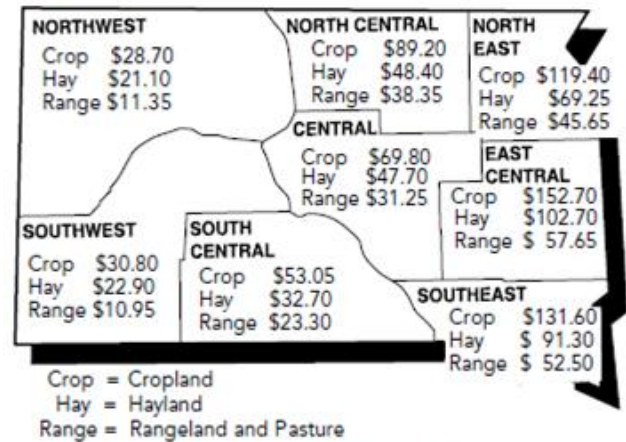 NORTHWEST
Crop $28.70
Hay $21.10
Range $11.35
NORTH CENTRAL
Crop $89.20
Hay $48.40
Range $38.35
NORTH
EAST
Crop $119.40
Hay $69.25
Range $45.65
CENTRAL
Crop $69.80
Hay $47.70
Range $31.25
EAST
CENTRAL
Crop $152.70
Hay $102.70
Range $ 57.65
SOUTHWEST
Crop $30.80
Hay $22.90
Range $10.95
SOUTH
CENTRAL
Crop $53.05
Hay $32.70
Range $23.30
SOUTHEAST
Crop $131.60
Hay $ 91.30
Range $ 52.50
Crop = Cropland
Hay = Hayland
Range = Rangeland and Pasture